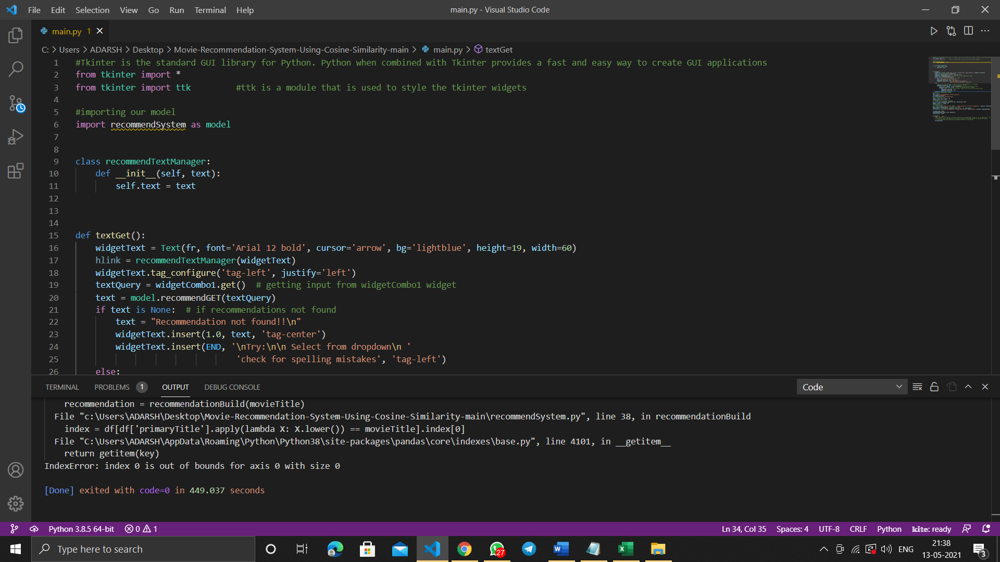 File Edit Selection View Go Run Terminal Help
main.py - Visual Studio Code
main.py 1
C: > Users > ADARSH > Desktop > Movie-Recommendation-System-Using-Cosine-Similarity-main > main.py > textGet
1 #Tkinter is the standard GUI library for Python. Python when combined with Tkinter provides a fast and easy way to create GUI applications
2 from tkinter import *
3 from tkinter import ttk         #ttk is a module that is used to style the tkinter widgets
4
5 #importing our model
6 import recommendSystem as model
7
8
9 class recommendTextManager:
10     def __init__(self, text):
11         self.text = text
12
13
14
15 def textGet():
16     widgetText = Text(fr, font='Arial 12 bold', cursor='arrow', bg='lightblue', height=19, width=60)
17     hlink = recommendTextManager(widgetText)
18     widgetText.tag_configure('tag-left', justify='left')
19     textQuery = widgetCombo1.get()  # getting input from widgetCombo1 widget
20     text = model.recommendGET(textQuery)
21     if text is None:  # if recommendations not found
22         text = "Recommendation not found!!\n"
23         widgetText.insert(1.0, text, 'tag-center')
24         widgetText.insert(END, '\nTry:\n\n Select from dropdown\n '
25                                 'check for spelling mistakes', 'tag-left')
26     else:
TERMINAL PROBLEMS 1 OUTPUT DEBUG CONSOLE Code
    recommendation = recommendationBuild(movieTitle)
  File "c:\Users\ADARSH\Desktop\Movie-Recommendation-System-Using-Cosine-Similarity-main\recommendSystem.py", line 38, in recommendationBuild
    index = df[df['primaryTitle'].apply(lambda X: X.lower()) == movieTitle].index[0]
  File "C:\Users\ADARSH\AppData\Roaming\Python\Python38\site-packages\pandas\core\indexes\base.py", line 4101, in __getitem__
    return getitem(key)
IndexError: index 0 is out of bounds for axis 0 with size 0
[Done] exited with code=0 in 449.037 seconds
Python 3.8.5 64-bit 0 1 Ln 34, Col 35 Spaces: 4 UTF-8 CRLF Python kite: ready
Type here to search
27
ENG
21:38
13-05-2021
3